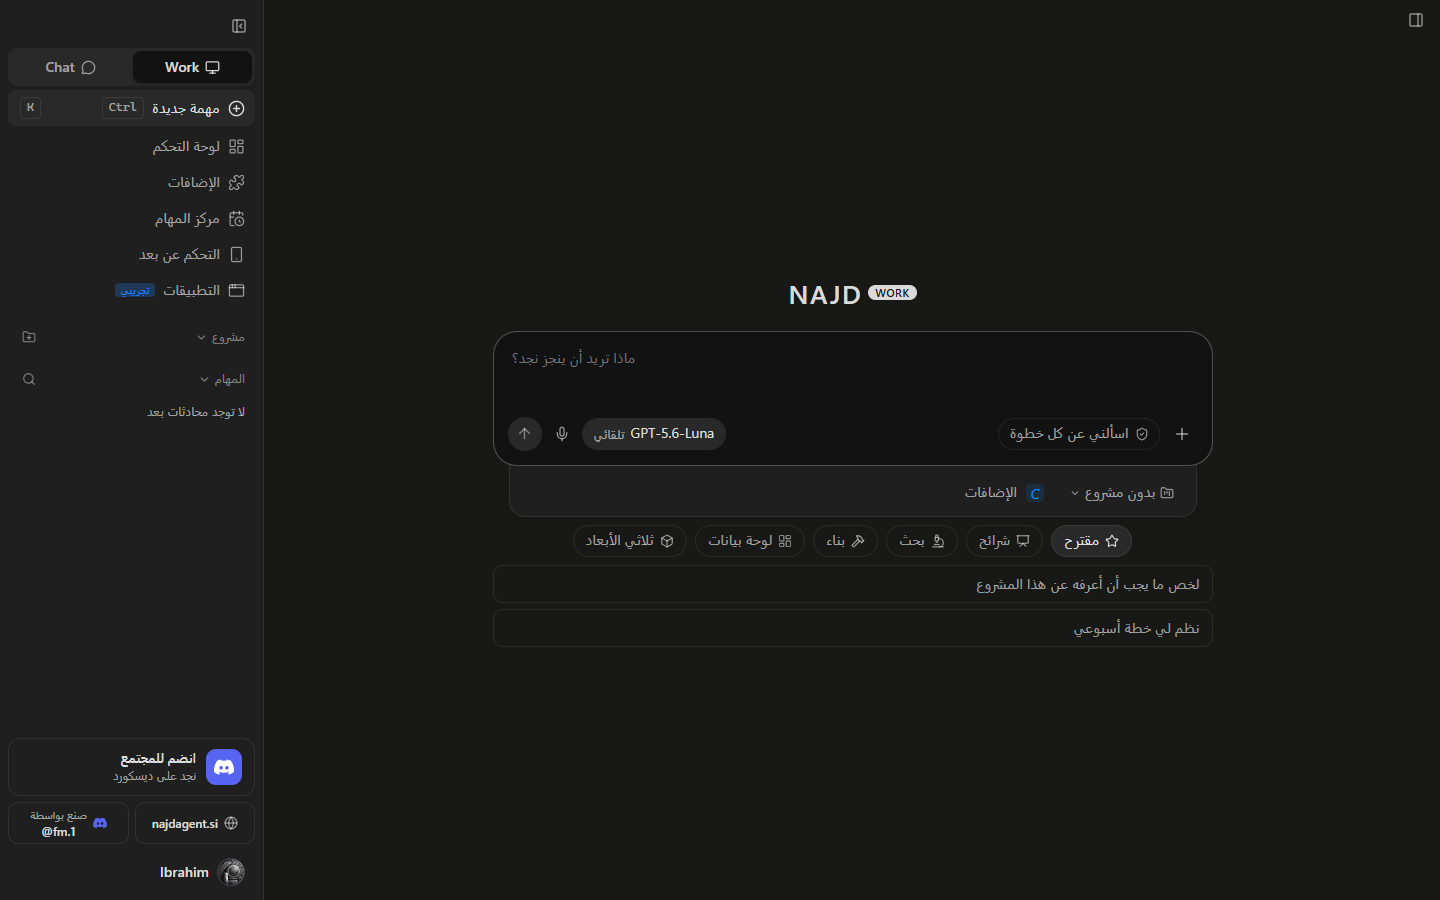 Chat
Work
مهمة جديدة
Ctrl
K
لوحة التحكم
الإضافات
مركز المهام
التحكم عن بعد
التطبيقات
تجريبي
مشروع
المهام
لا توجد محادثات بعد
انضم للمجتمع
نجد على ديسكورد
najdagent.si
صنع بواسطة
@fm.1
Ibrahim
NAJD WORK
ماذا تريد أن ينجز نجد؟
اسألني عن كل خطوة
GPT-5.6-Luna تلقائي
بدون مشروع
C الإضافات
مقترح
شرائح
بحث
بناء
لوحة بيانات
ثلاثي الأبعاد
لخص ما يجب أن أعرفه عن هذا المشروع
نظم لي خطة أسبوعي